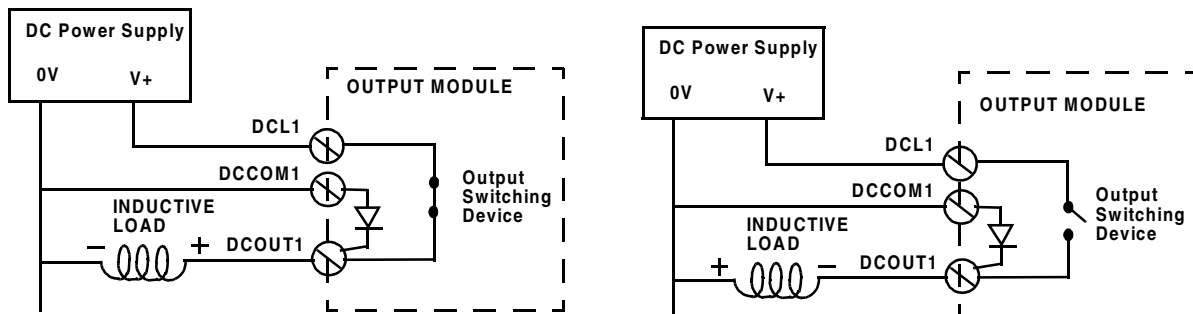 DC Power Supply
0V V+
OUTPUT MODULE
DCL1
DCCOM1
Output
Switching
Device
INDUCTIVE
LOAD
DCOUT1
− +
DC Power Supply
0V V+
OUTPUT MODULE
DCL1
DCCOM1
Output
Switching
Device
INDUCTIVE
LOAD
DCOUT1
+ −